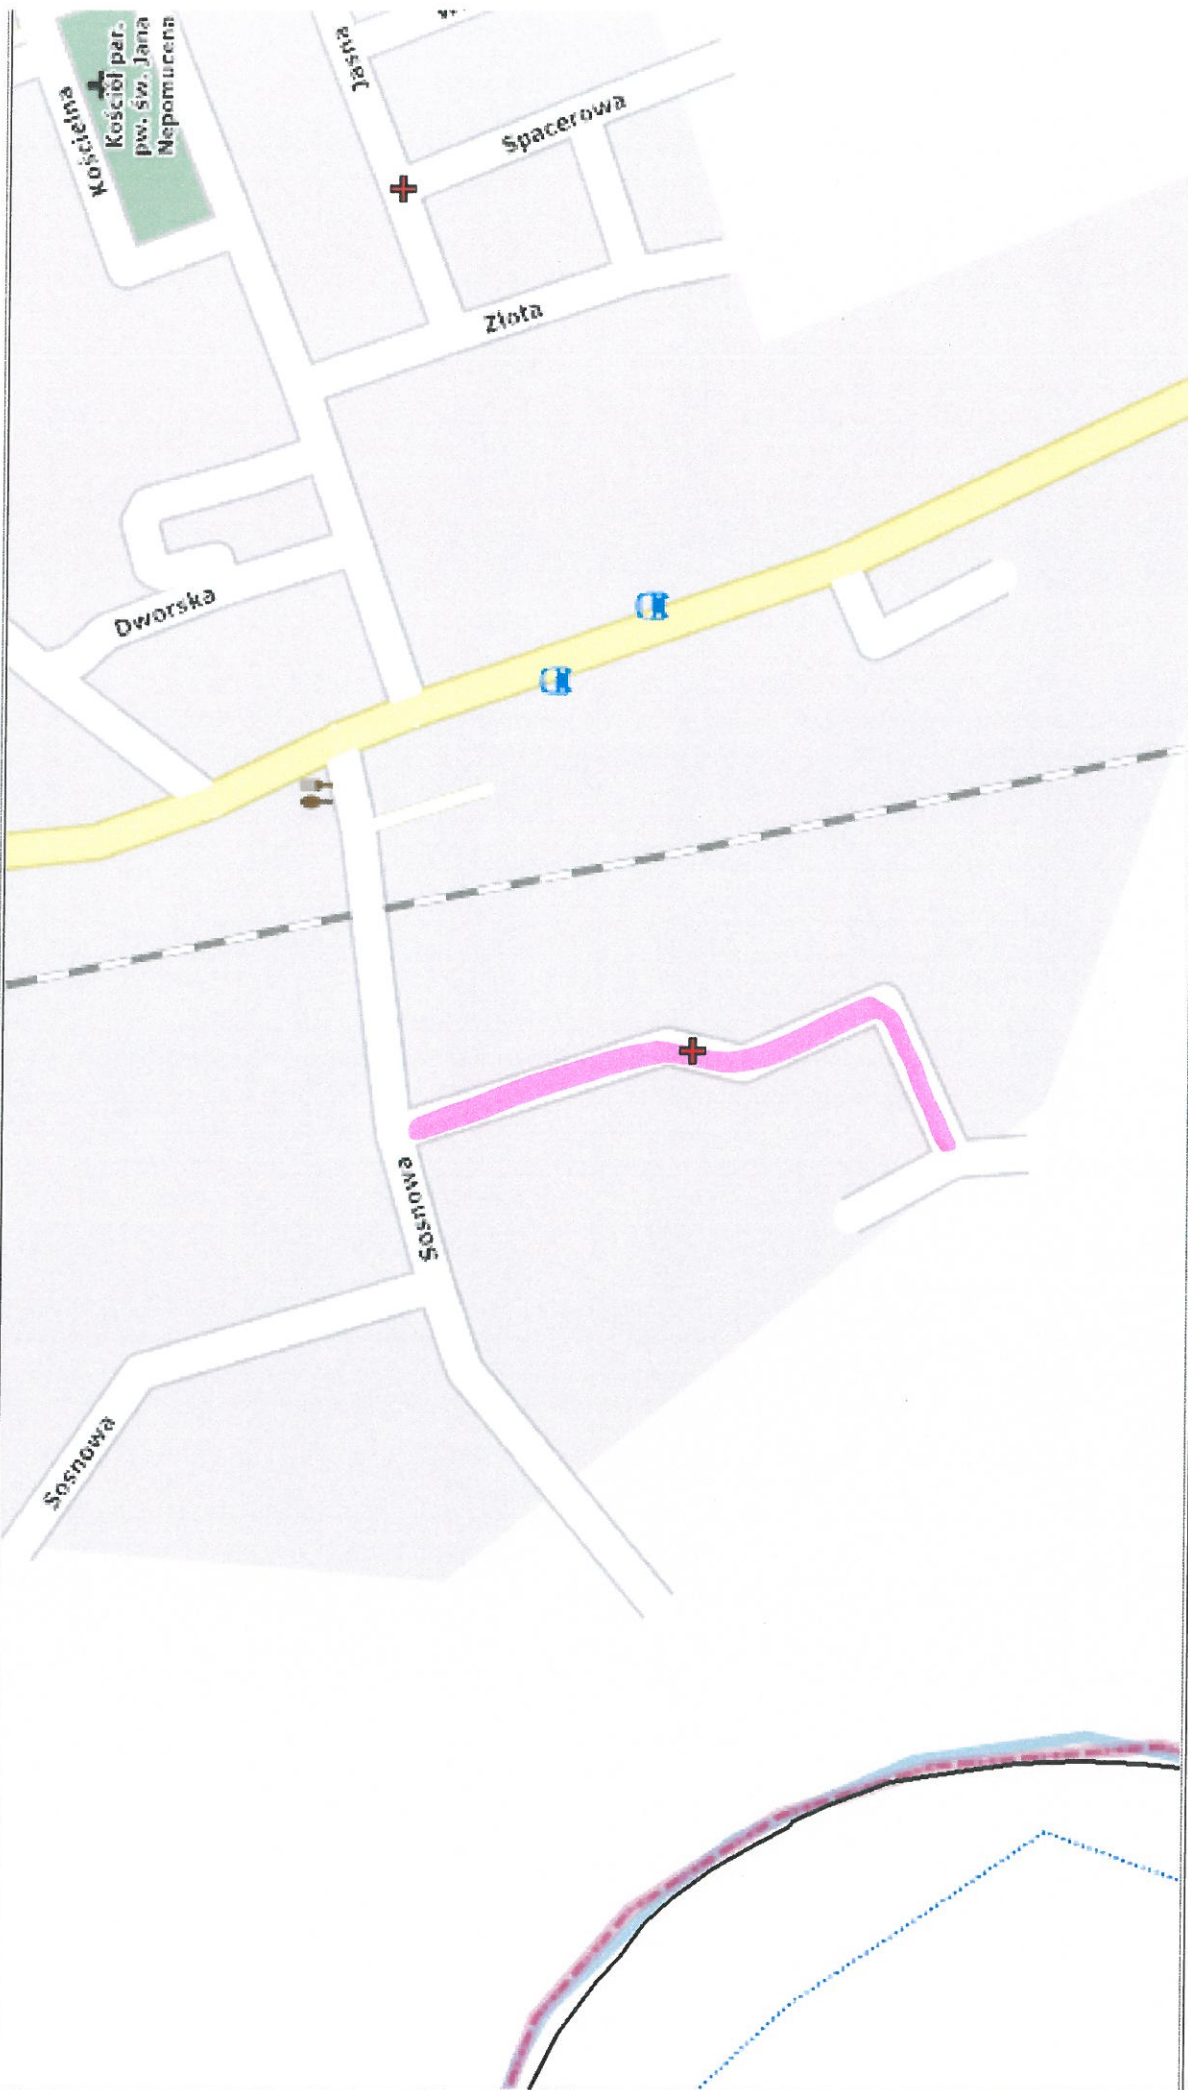 Kościelna
Kościół par.
pw. św. Jana
Nepomucena
Jasna
Spacerowa
Złota
Dworska
Sosnowa
Sosnowa